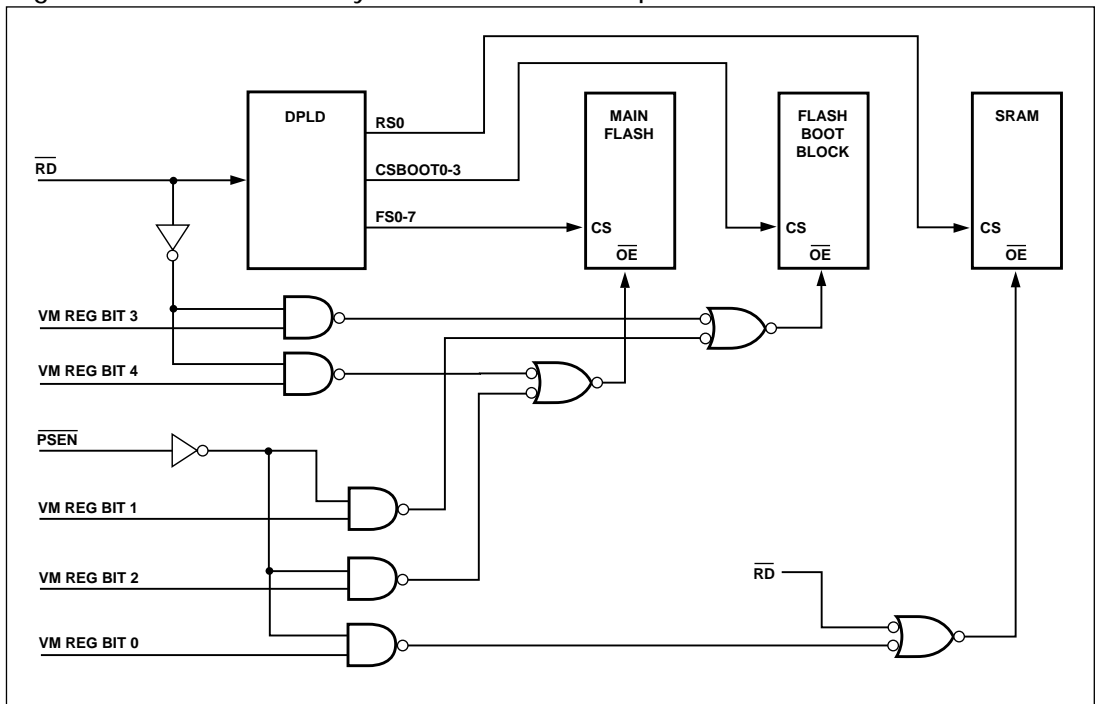 DPLD
RS0
CSBOOT0-3
FS0-7
MAIN
FLASH
CS
OE
FLASH
BOOT
BLOCK
CS
OE
SRAM
CS
OE
RD
VM REG BIT 3
VM REG BIT 4
PSEN
VM REG BIT 1
VM REG BIT 2
VM REG BIT 0
RD